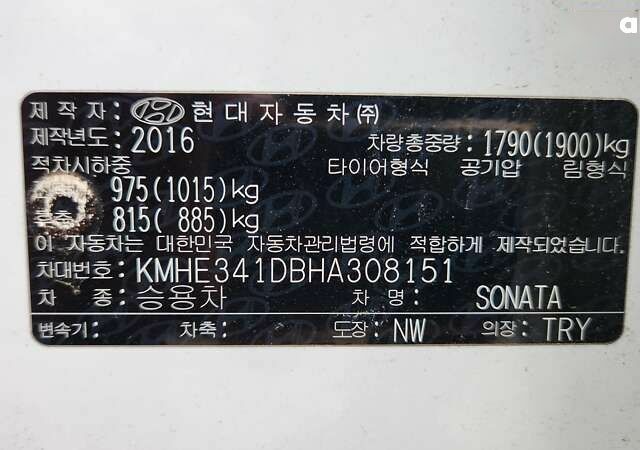 제 작 자 : 현대자동차(주)
제작년도: 2016 차량총중량: 1790(1900)kg
적차시하중 타이어형식 공기압 림형식
975(1015)kg
815( 885)kg
이 자동차는 대한민국 자동차관리법령에 적합하게 제작되었습니다.
차대번호: KMHE341DBHA308151
차 종: 승용차 차 명: SONATA
변속기: 차축: 도장: NW 의장: TRY